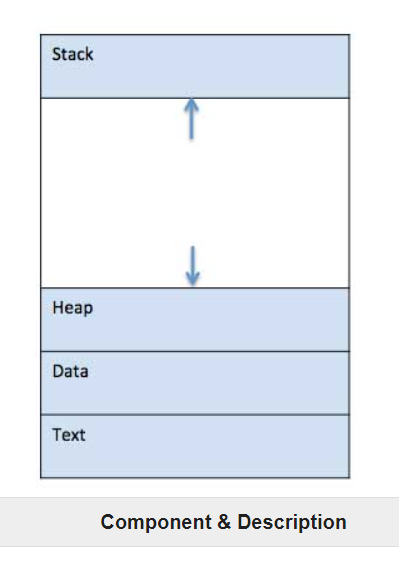 Stack
Heap
Data
Text
Component & Description